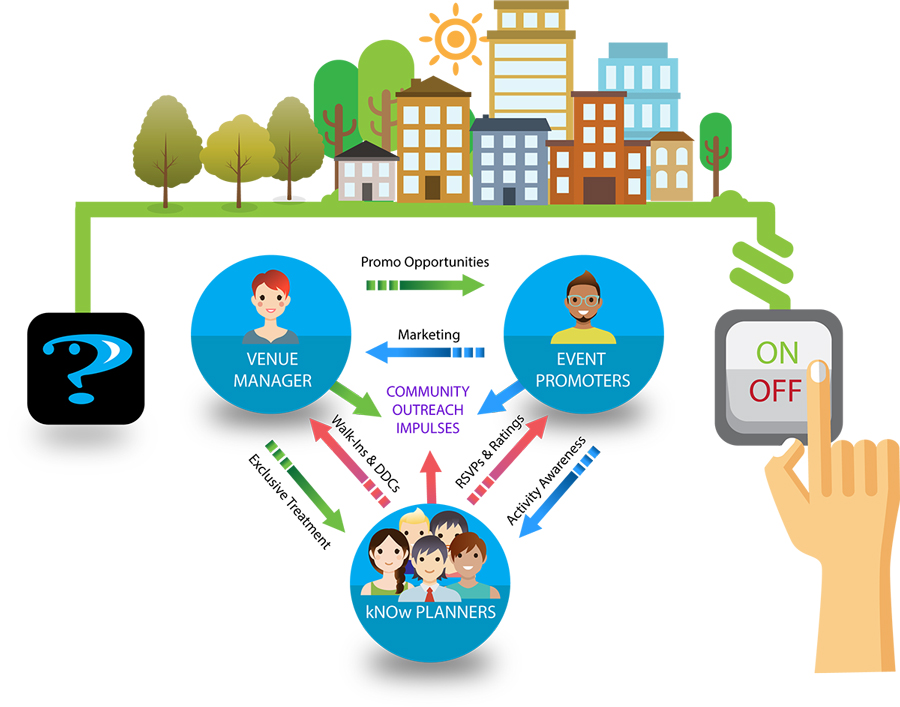 Promo Opportunities
Marketing
VENUE
MANAGER
EVENT
PROMOTERS
ON
OFF
COMMUNITY
OUTREACH
IMPULSES
Exclusive Treatment
Walk-Ins & DDCs
RSVPs & Ratings
Activity Awareness
kNOw PLANNERS
?